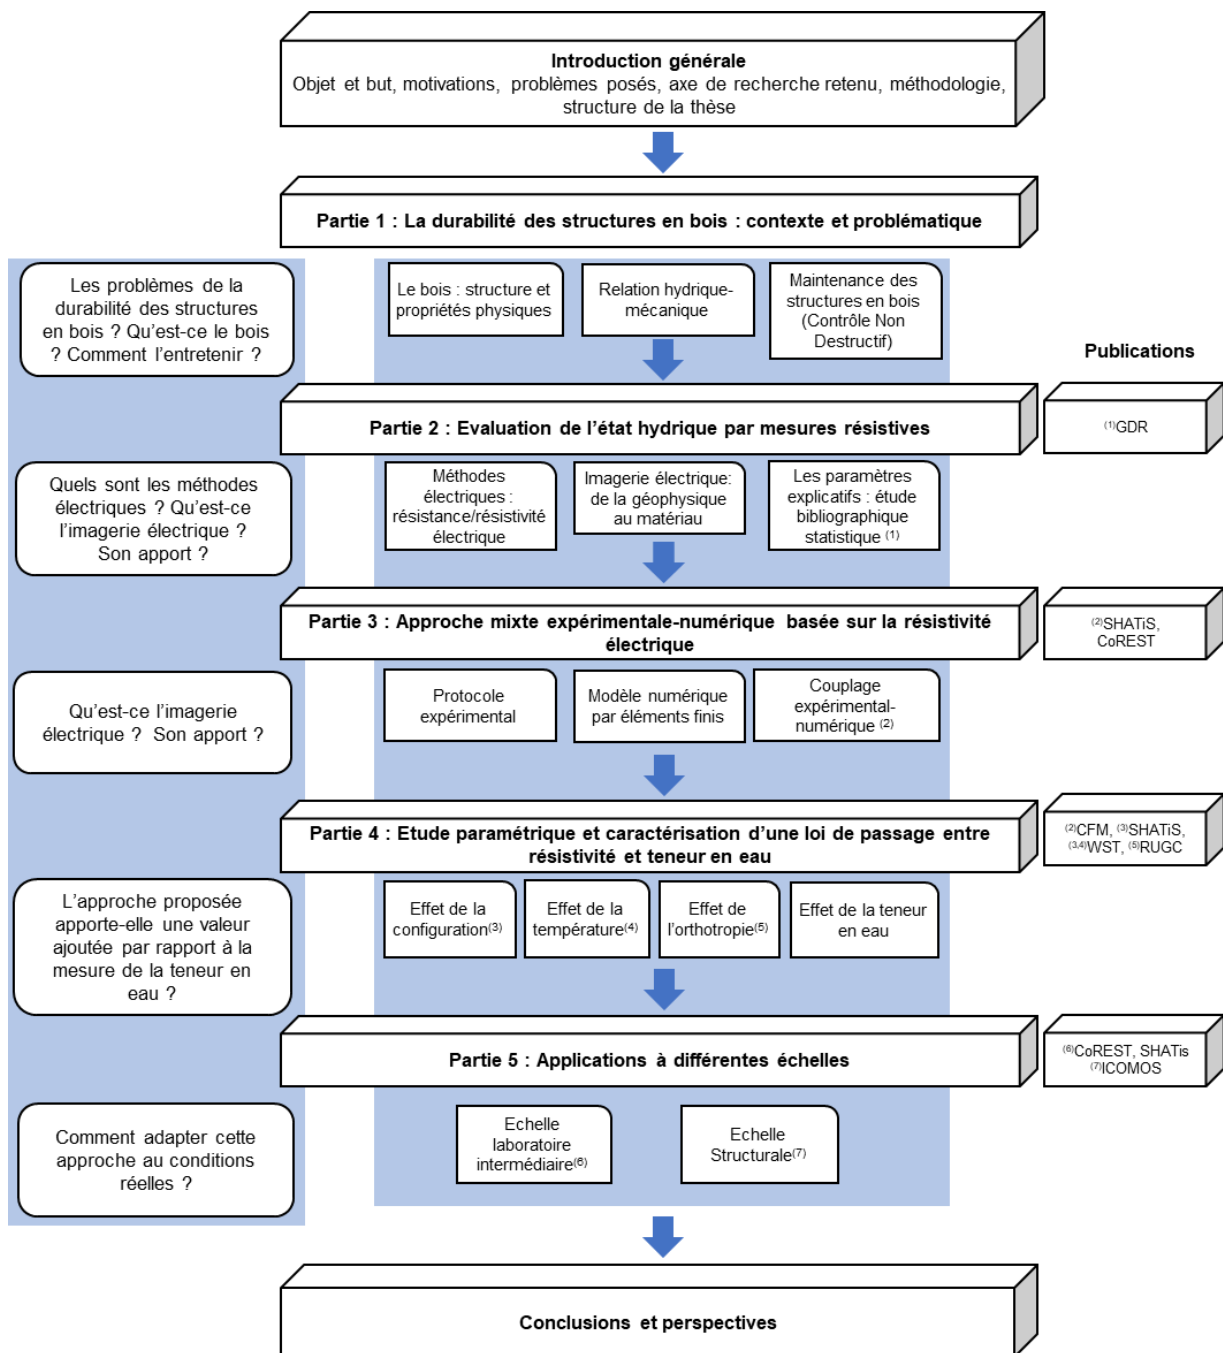 Introduction générale
Objet et but, motivations, problèmes posés, axe de recherche retenu, méthodologie,
structure de la thèse
Partie 1 : La durabilité des structures en bois : contexte et problématique
Les problèmes de la
durabilité des structures
en bois ? Qu’est-ce le bois
? Comment l’entretenir ?
Le bois : structure et
propriétés physiques
Relation hydrique-
mécanique
Maintenance des
structures en bois
(Contrôle Non
Destructif)
Publications
Partie 2 : Evaluation de l’état hydrique par mesures résistives
(1)GDR
Quels sont les méthodes
électriques ? Qu’est-ce
l’imagerie électrique ?
Son apport ?
Méthodes
électriques :
résistance/résistivité
électrique
Imagerie électrique:
de la géophysique
au matériau
Les paramètres
explicatifs : étude
bibliographique
statistique (1)
Partie 3 : Approche mixte expérimentale-numérique basée sur la résistivité
électrique
(2)SHATiS,
CoREST
Qu’est-ce l’imagerie
électrique ? Son apport ?
Protocole
expérimental
Modèle numérique
par éléments finis
Couplage
expérimental-
numérique (2)
Partie 4 : Etude paramétrique et caractérisation d’une loi de passage entre
résistivité et teneur en eau
(2)CFM, (3)SHATiS,
(3,4)WST, (5)RUGC
L’approche proposée
apporte-elle une valeur
ajoutée par rapport à la
mesure de la teneur en
eau ?
Effet de la
configuration(3)
Effet de la
température(4)
Effet de
l’orthotropie(5)
Effet de la teneur
en eau
Partie 5 : Applications à différentes échelles
(6)CoREST, SHATis
(7)ICOMOS
Comment adapter cette
approche au conditions
réelles ?
Echelle
laboratoire
intermédiaire(6)
Echelle
Structurale(7)
Conclusions et perspectives